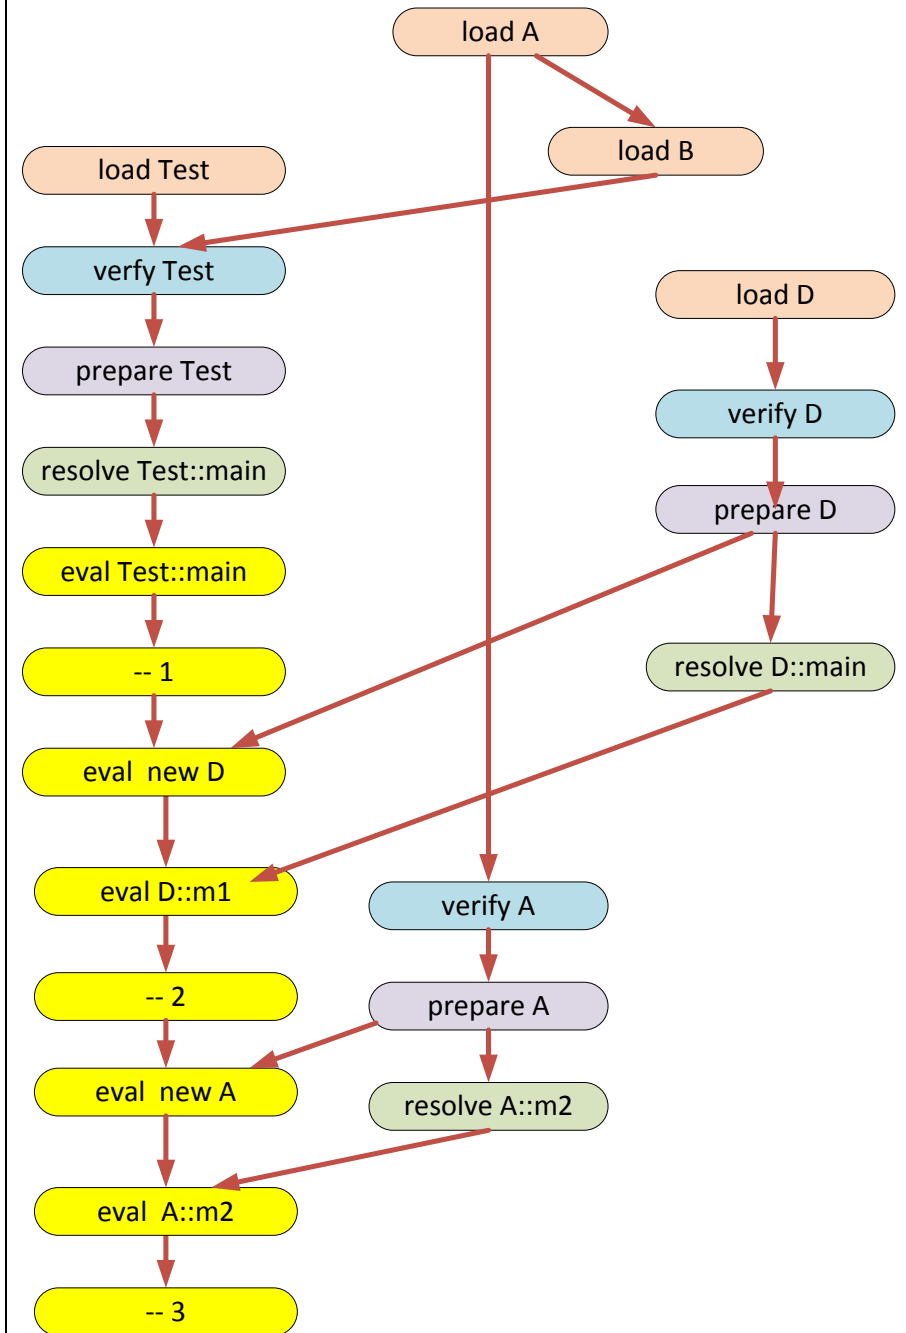 load A
load B
load Test
verfy Test
load D
prepare Test
verify D
resolve Test::main
prepare D
eval Test::main
-- 1
resolve D::main
eval  new D
eval D::m1
verify A
-- 2
prepare A
eval  new A
resolve A::m2
eval  A::m2
-- 3